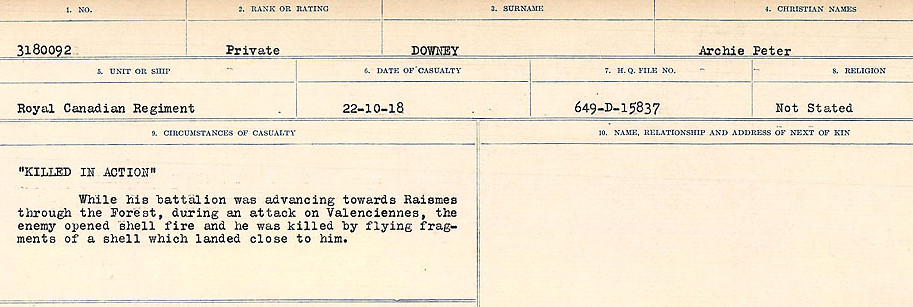 1. NO. 2. RANK OR RATING 3. SURNAME 4. CHRISTIAN NAMES
3180092 Private DOWNEY Archie Peter
5. UNIT OR SHIP 6. DATE OF CASUALTY 7. H.Q. FILE NO. 8. RELIGION
Royal Canadian Regiment 22-10-18 649-D-15837 Not Stated
9. CIRCUMSTANCES OF CASUALTY 10. NAME, RELATIONSHIP AND ADDRESS OF NEXT OF KIN
"KILLED IN ACTION"
While his battalion was advancing towards Raismes
through the Forest, during an attack on Valenciennes, the
enemy opened shell fire and he was killed by flying frag-
ments of a shell which landed close to him.